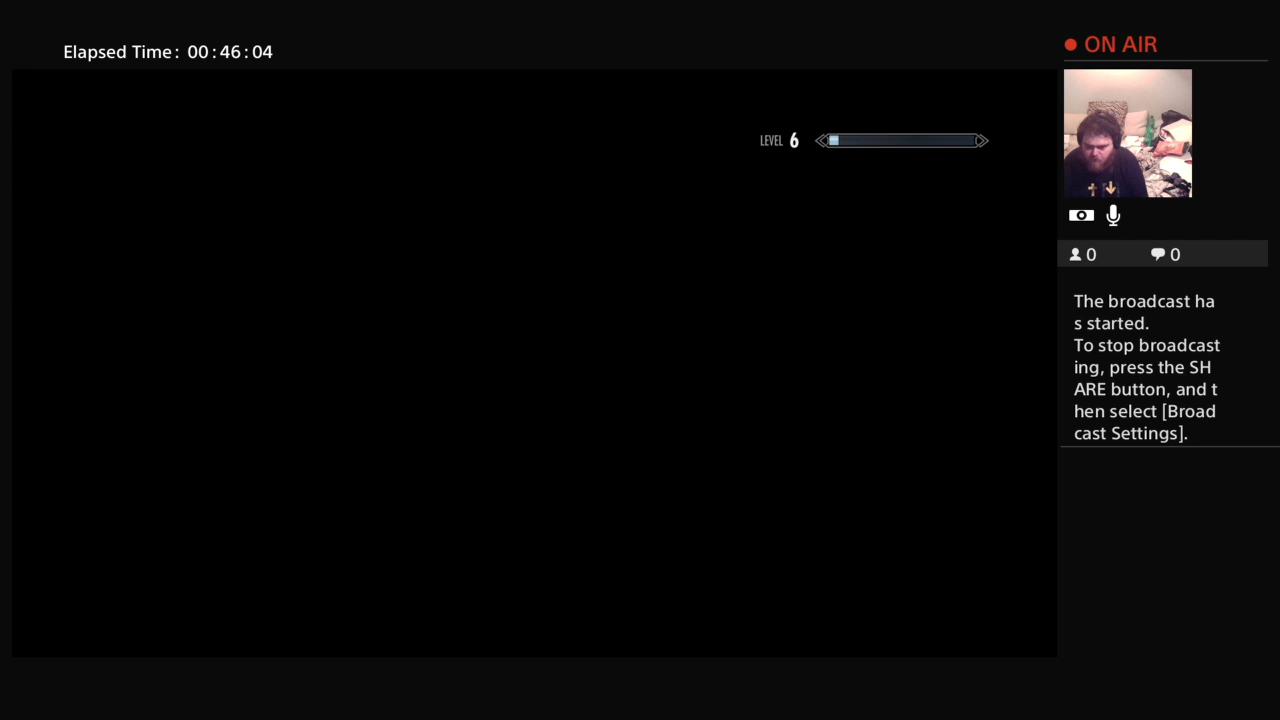 Elapsed Time: 00:46:04
ON AIR
LEVEL 6
0 0
The broadcast ha
s started.
To stop broadcast
ing, press the SH
ARE button, and t
hen select [Broad
cast Settings].